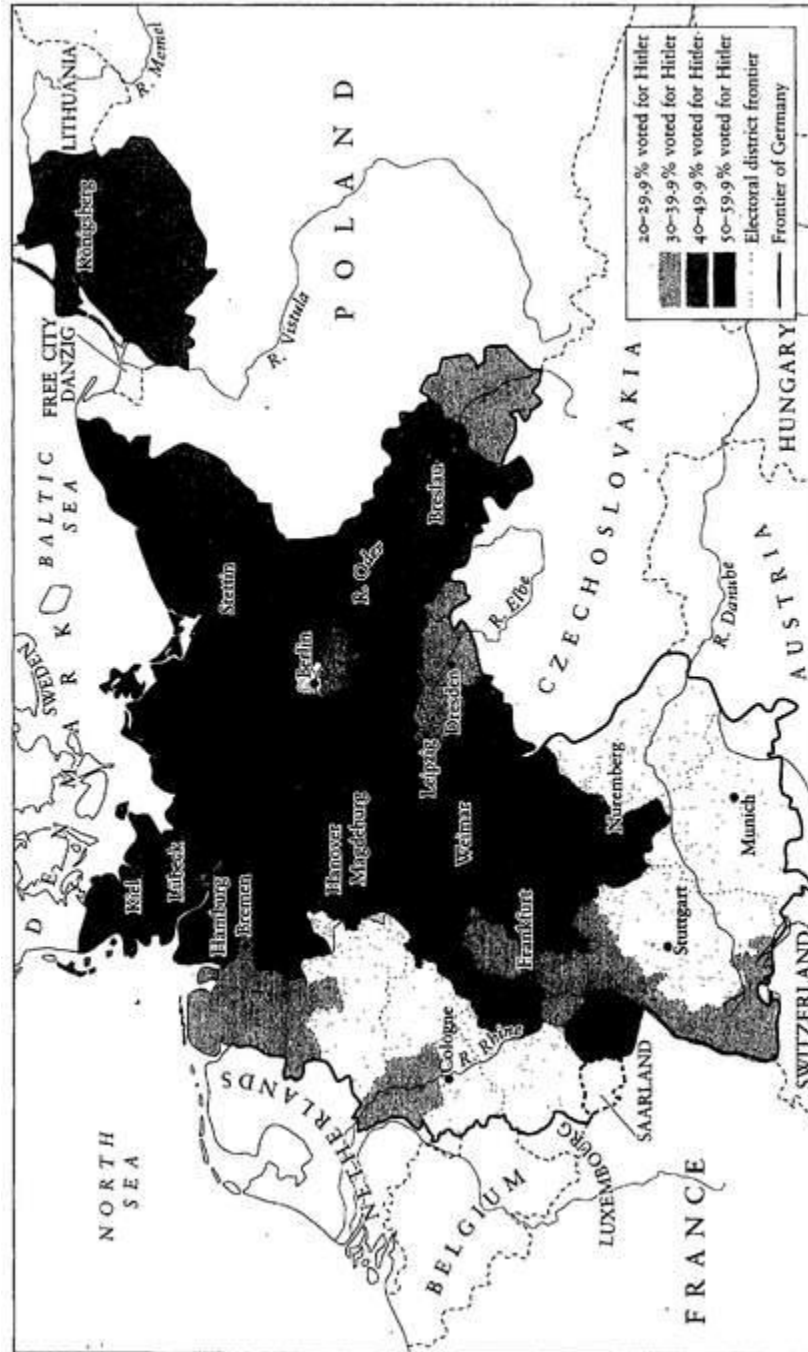 NORTH
SEA
D E N M A R K
SWEDEN
BALTIC
SEA
FREE CITY
DANZIG
LITHUANIA
R. Memel
Königsberg
Kiel
Lübeck
Hamburg
Bremen
Stettin
R. Vistula
POLAND
NETHERLANDS
Hanover
Magdeburg
Berlin
R. Oder
Breslau
BELGIUM
Cologne
R. Rhine
Weimar
Leipzig
Dresden
R. Elbe
LUXEMBOURG
SAARLAND
Frankfurt
Nuremberg
CZECHOSLOVAKIA
FRANCE
Stuttgart
Munich
R. Danube
SWITZERLAND
AUSTRIA
HUNGARY
20–29.9% voted for Hitler
30–39.9% voted for Hitler
40–49.9% voted for Hitler
50–59.9% voted for Hitler
Electoral district frontier
Frontier of Germany